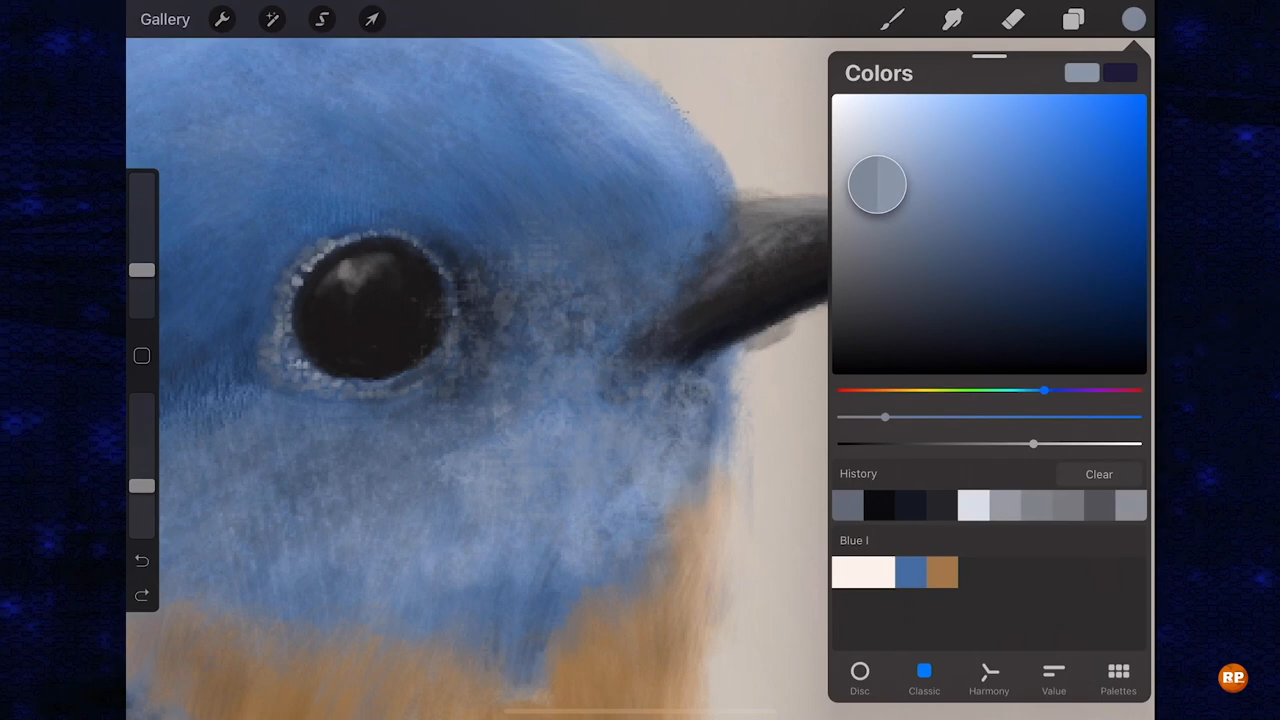 Gallery
Colors
History
Clear
Blue I
Disc
Classic
Harmony
Value
Palettes
RP